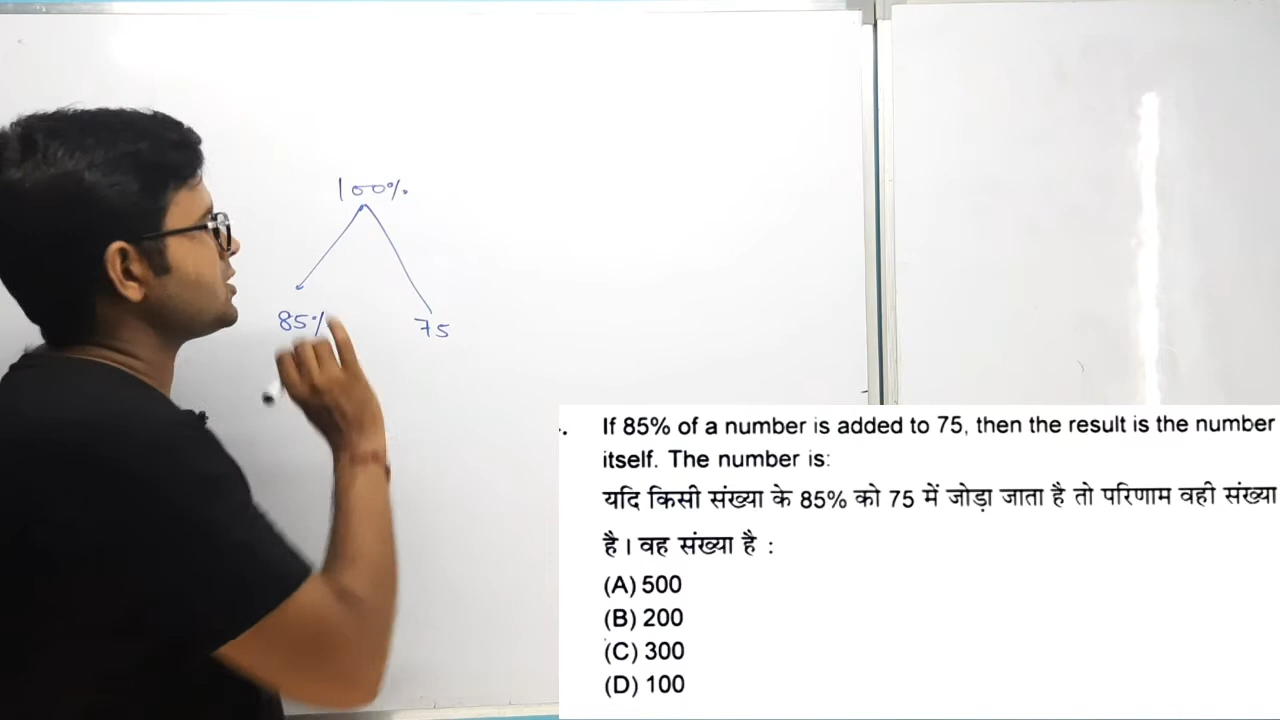 100%
85%
75
If 85% of a number is added to 75, then the result is the number
itself. The number is:
यदि किसी संख्या के 85% को 75 में जोड़ा जाता है तो परिणाम वही संख्या
है। वह संख्या है :
(A) 500
(B) 200
(C) 300
(D) 100